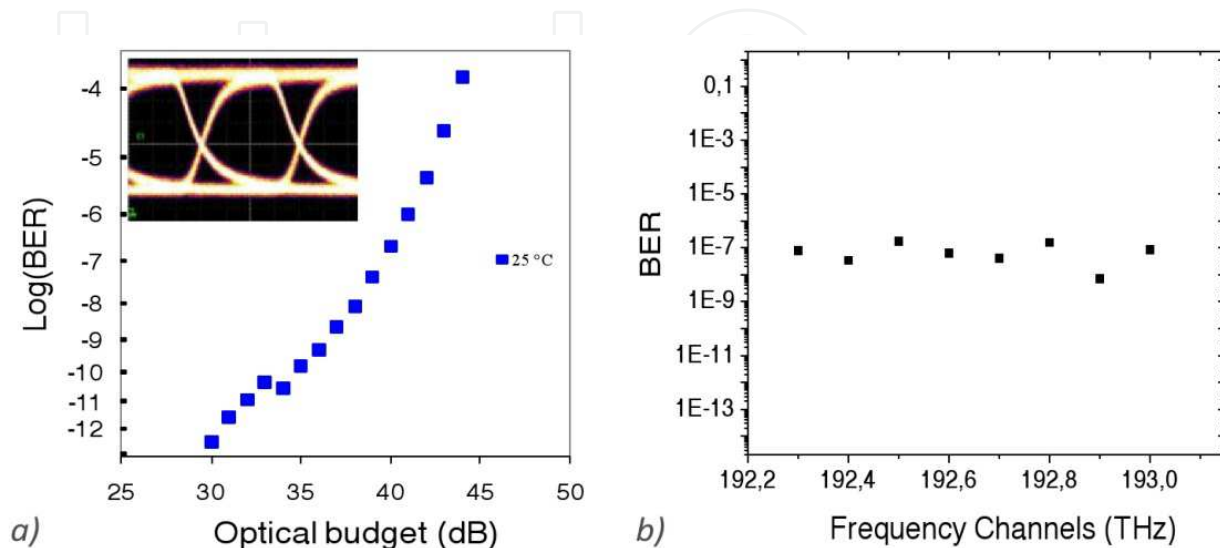 -4
-5
-6
-7
-8
-9
-10
-11
-12
Log(BER)
25 30 35 40 45 50
Optical budget (dB)
25 °C
a)
0,1
1E-3
1E-5
1E-7
1E-9
1E-11
1E-13
BER
192,2 192,4 192,6 192,8 193,0
Frequency Channels (THz)
b)